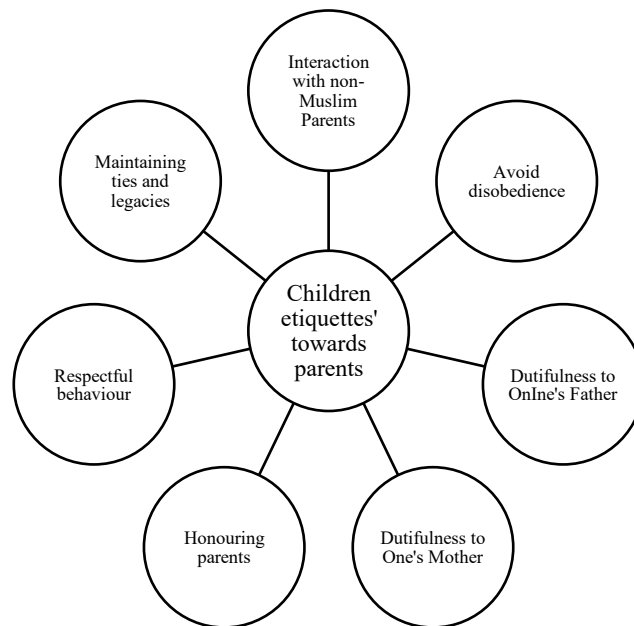 Interaction
with non-
Muslim
Parents
Avoid
disobedience
Dutifulness to
OnIne's Father
Dutifulness to
One's Mother
Honouring
parents
Respectful
behaviour
Maintaining
ties and
legacies
Children
etiquettes'
towards
parents